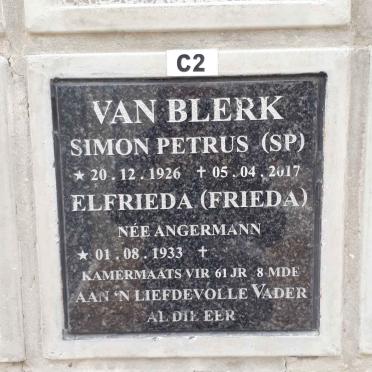 C2
VAN BLERK
SIMON PETRUS (SP)
★ 20.12.1926 † 05.04.2017
ELFRIEDA (FRIEDA)
NÉE ANGERMANN
★ 01.08.1933 †
KAMERMAATS VIR 61 JR 8 MDE
AAN 'N LIEFDEVOLLE VADER
AL DIE EER